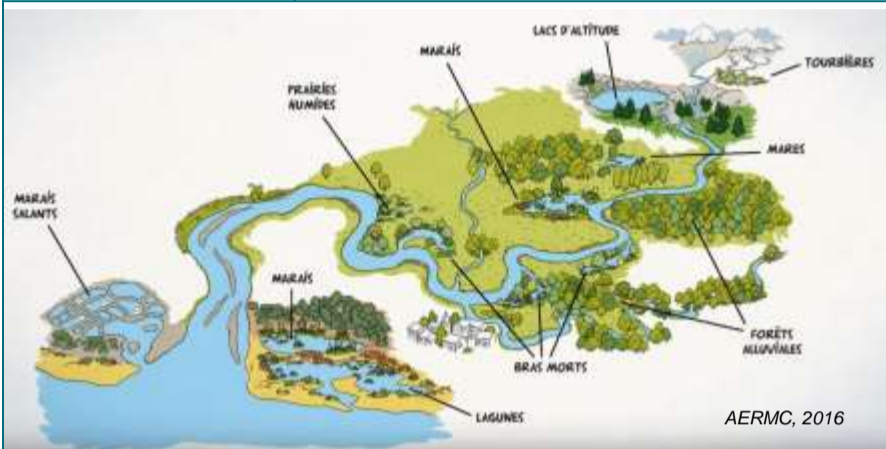 LACS D'ALTITUDE
MARAIS
TOURBIÈRES
PRAIRIES
HUMIDES
MARES
MARAIS
SALANTS
MARAIS
FORÊTS
ALLUVIALES
BRAS MORTS
LAGUNES
AERMC, 2016